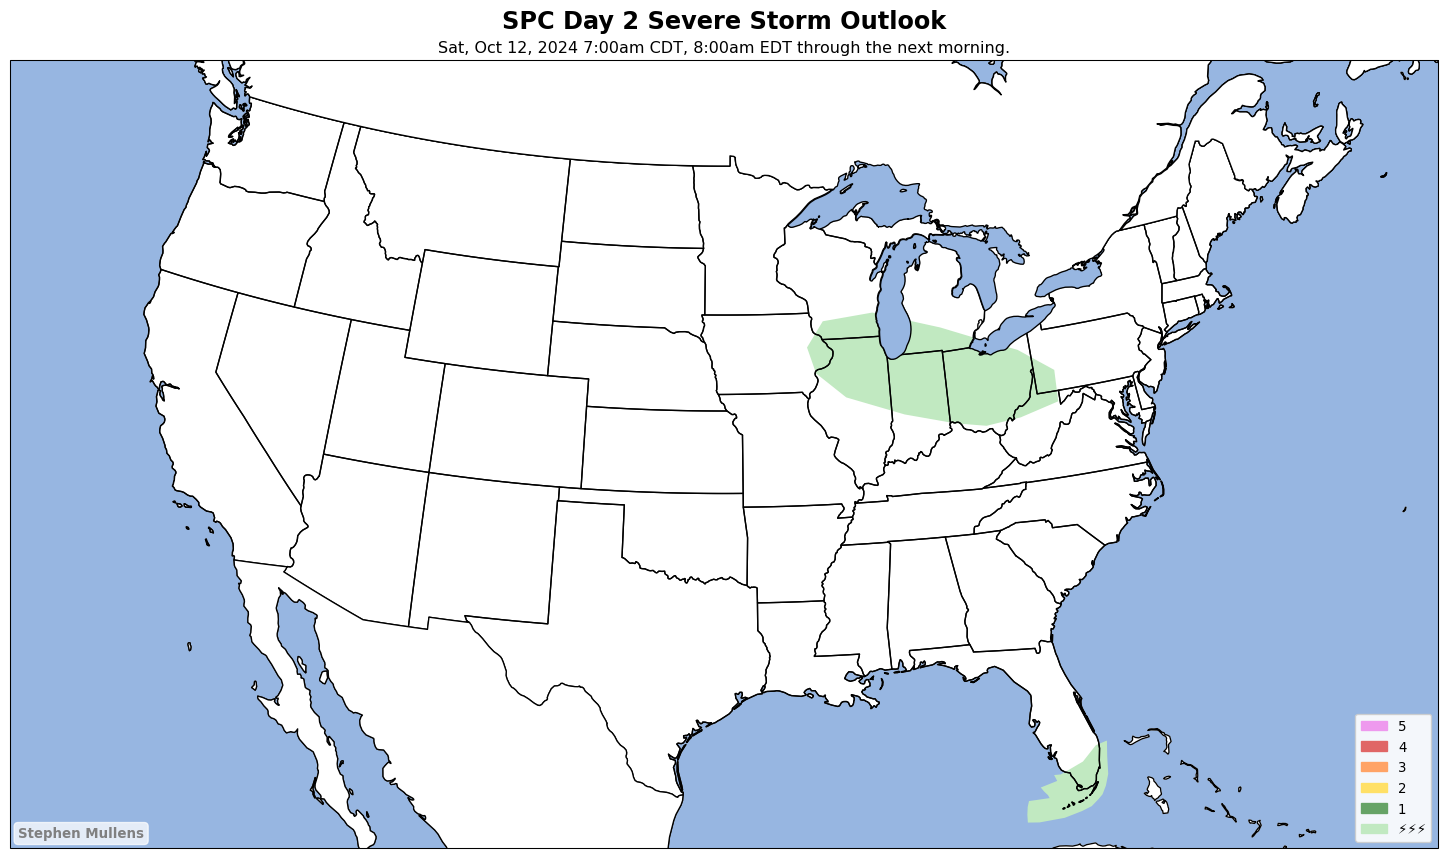 SPC Day 2 Severe Storm Outlook
Sat, Oct 12, 2024 7:00am CDT, 8:00am EDT through the next morning.
5
4
3
2
1
⚡⚡⚡
Stephen Mullens